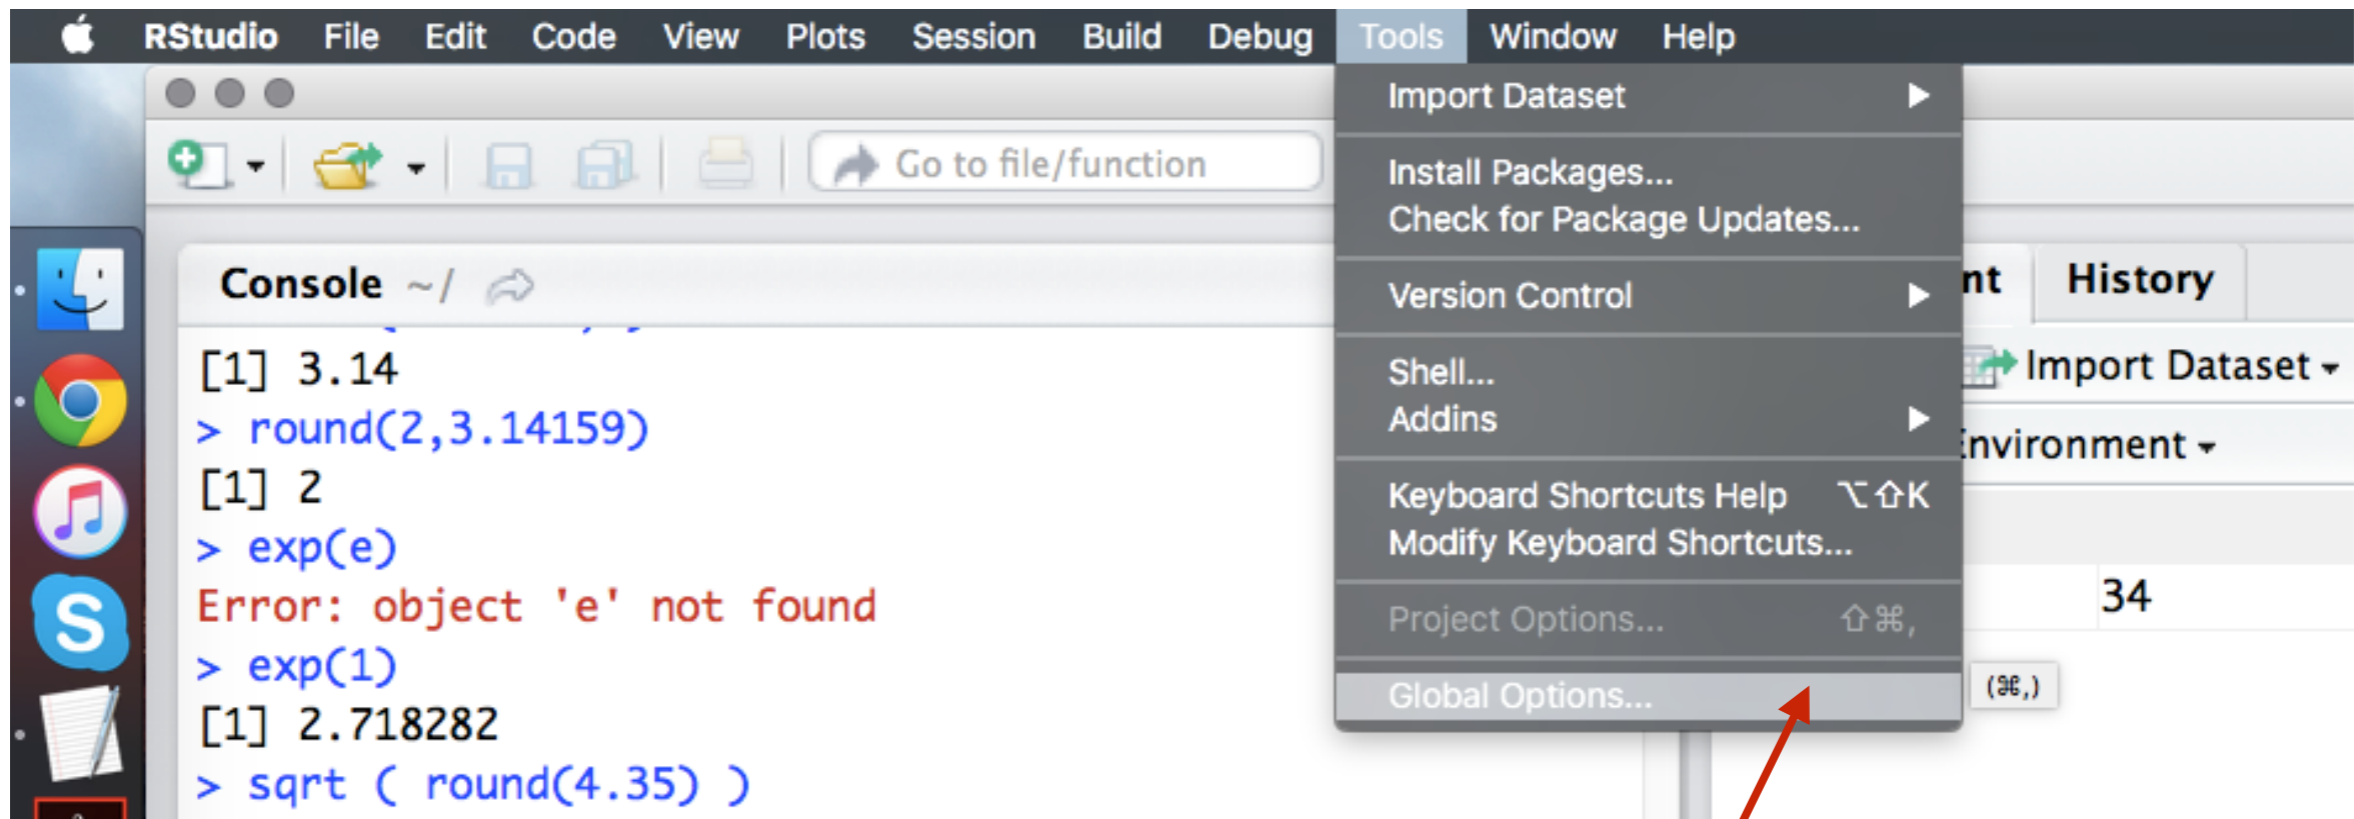 RStudio File Edit Code View Plots Session Build Debug Tools Window Help
Import Dataset
Install Packages...
Check for Package Updates...
Version Control
Shell...
Addins
Keyboard Shortcuts Help ⌥⇧K
Modify Keyboard Shortcuts...
Project Options... ⇧⌘,
Global Options...
(⌘,)
Go to file/function
Console ~/
[1] 3.14
> round(2,3.14159)
[1] 2
> exp(e)
Error: object 'e' not found
> exp(1)
[1] 2.718282
> sqrt ( round(4.35) )
nt History
Import Dataset
Environment
34
S